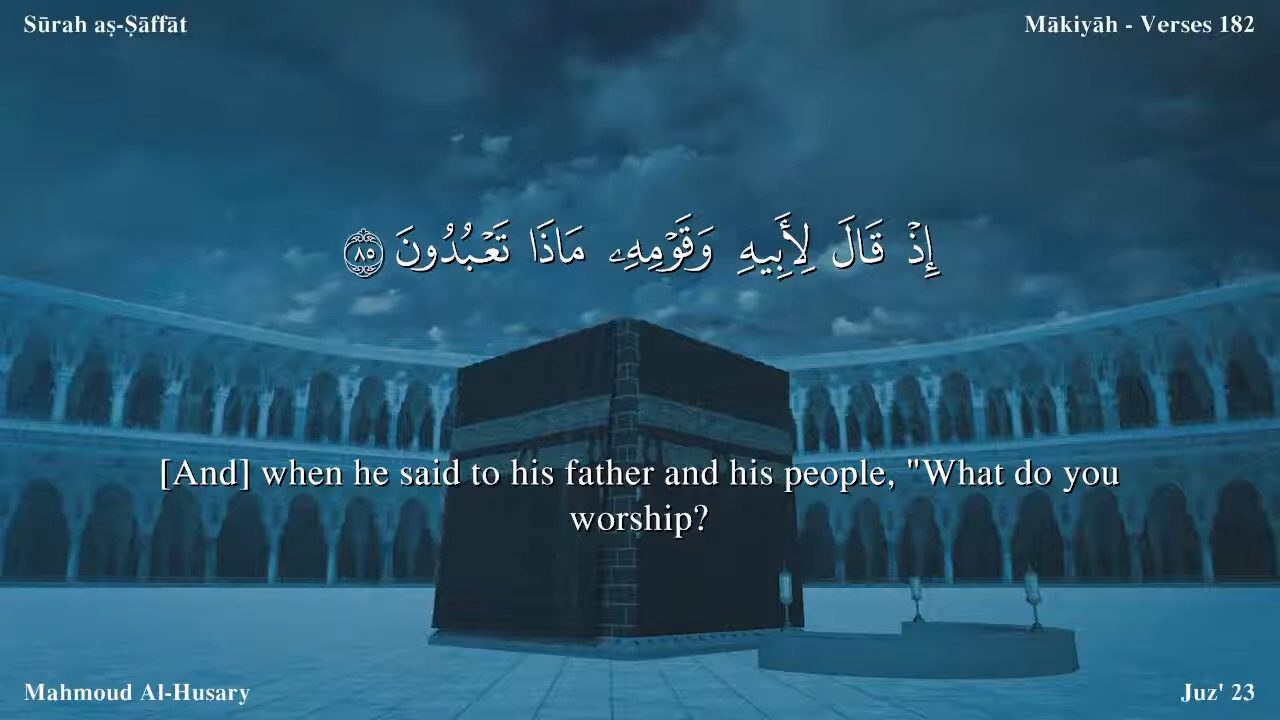 Sūrah aṣ-Ṣāffāt
Mākiyāh - Verses 182
إِذْ قَالَ لِأَبِيهِ وَقَوْمِهِۦ مَاذَا تَعْبُدُونَ ٨٥
[And] when he said to his father and his people, "What do you
worship?
Mahmoud Al-Husary
Juz' 23